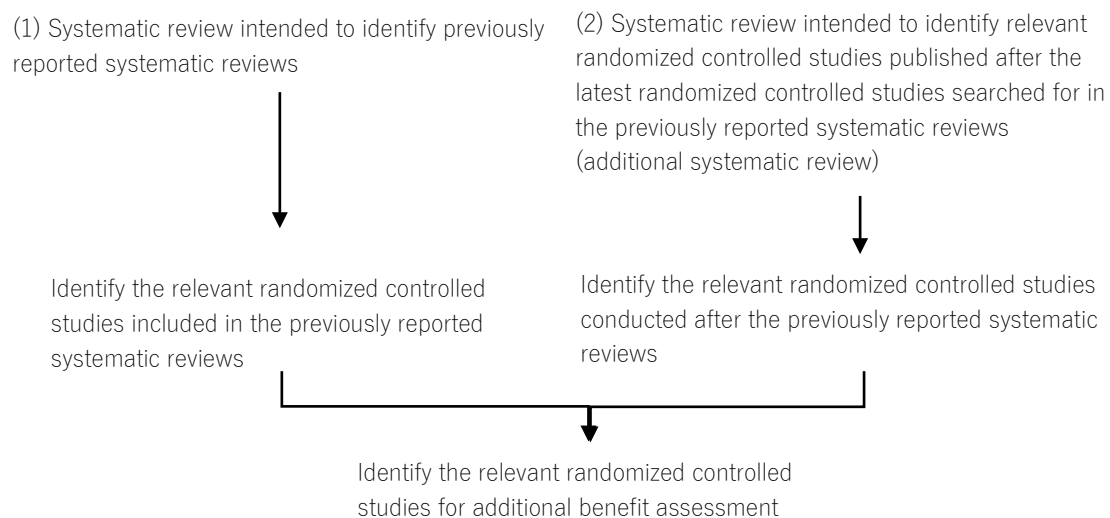 (1) Systematic review intended to identify previously
reported systematic reviews
(2) Systematic review intended to identify relevant
randomized controlled studies published after the
latest randomized controlled studies searched for in
the previously reported systematic reviews
(additional systematic review)
Identify the relevant randomized controlled
studies included in the previously reported
systematic reviews
Identify the relevant randomized controlled studies
conducted after the previously reported systematic
reviews
Identify the relevant randomized controlled
studies for additional benefit assessment